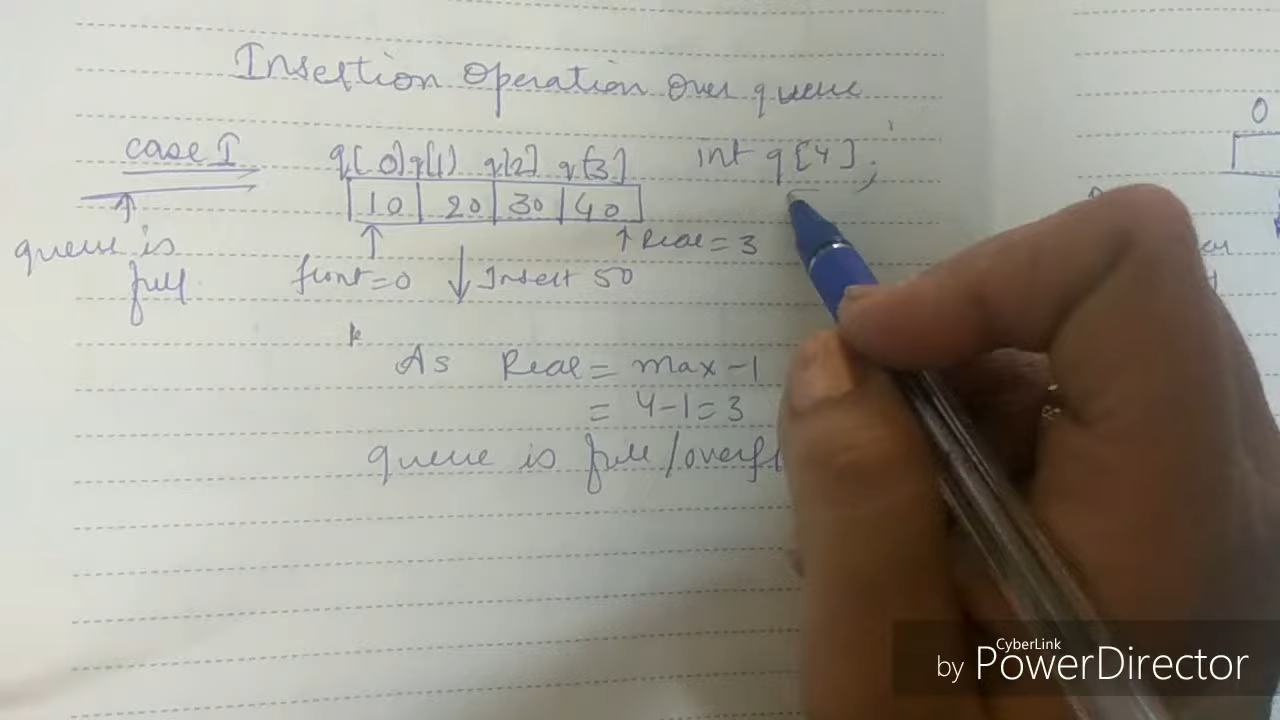 Insertion Operation Over queue
case I
q[0] q[1] q[2] q[3]
int q[4];
10 20 30 40
queue is
full
front=0
Rear = 3
Insert 50
As Rear = max-1
= 4-1=3
queue is full/overfl
0
CyberLink
by PowerDirector